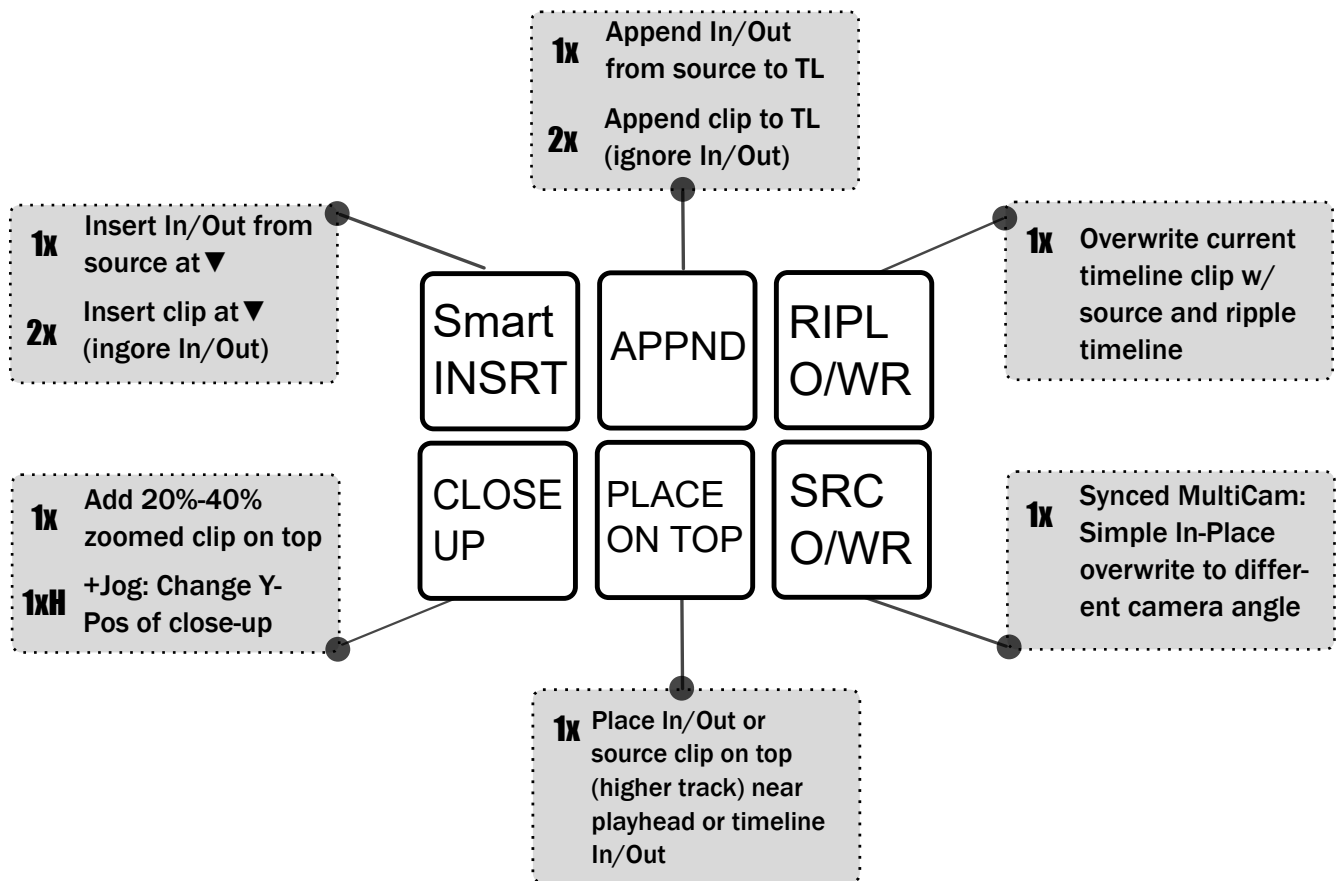 1x Append In/Out
from source to TL
2x Append clip to TL
(ignore In/Out)
1x Insert In/Out from
source at ▼
2x Insert clip at ▼
(ingore In/Out)
1x Overwrite current
timeline clip w/
source and ripple
timeline
Smart
INSRT
APPND
RIPL
O/WR
CLOSE
UP
PLACE
ON TOP
SRC
O/WR
1x Add 20%-40%
zoomed clip on top
1xH +Jog: Change Y-
Pos of close-up
1x Synced MultiCam:
Simple In-Place
overwrite to differ-
ent camera angle
1x Place In/Out or
source clip on top
(higher track) near
playhead or timeline
In/Out